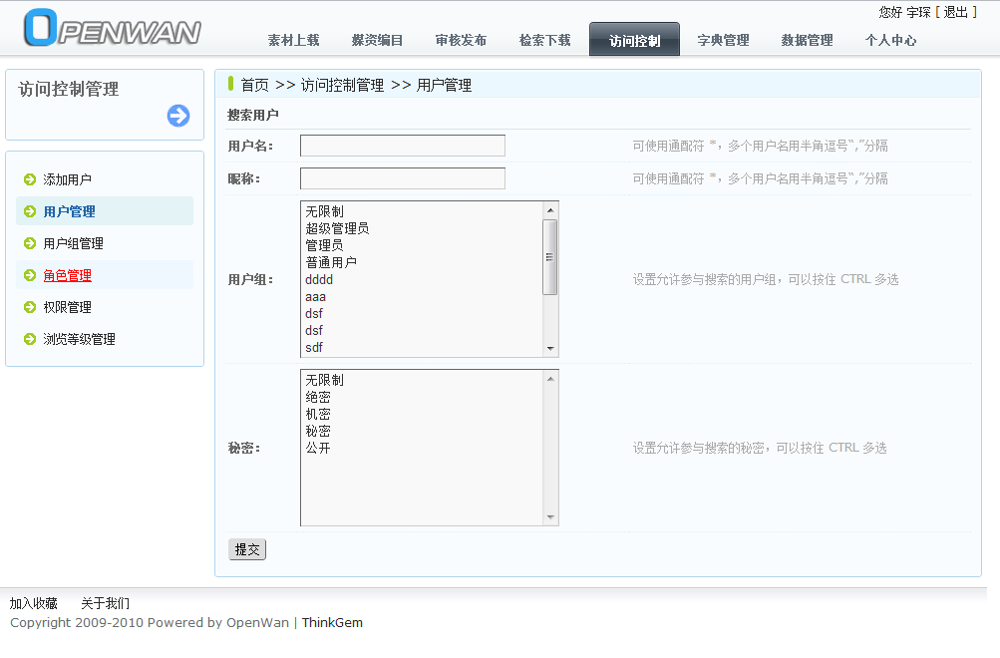 您好 宇琛 [ 退出 ]
OPENWAN
素材上载 媒资编目 审核发布 检索下载 访问控制 字典管理 数据管理 个人中心
访问控制管理
添加用户
用户管理
用户组管理
角色管理
权限管理
浏览等级管理
首页 >> 访问控制管理 >> 用户管理
搜索用户
用户名： 可使用通配符 *，多个用户名用半角逗号“,”分隔
昵称： 可使用通配符 *，多个用户名用半角逗号“,”分隔
用户组：
无限制
超级管理员
管理员
普通用户
dddd
aaa
dsf
dsf
sdf
设置允许参与搜索的用户组，可以按住 CTRL 多选
秘密：
无限制
绝密
机密
秘密
公开
设置允许参与搜索的秘密，可以按住 CTRL 多选
提交
加入收藏 关于我们
Copyright 2009-2010 Powered by OpenWan | ThinkGem